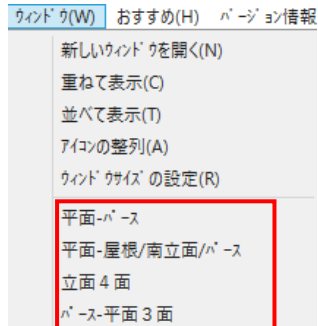 ｳｨﾝﾄﾞｳ(W) おすすめ(H) ﾊﾞｰｼﾞｮﾝ情報
新しいｳｨﾝﾄﾞｳを開く(N)
重ねて表示(C)
並べて表示(T)
ｱｲｺﾝの整列(A)
ｳｨﾝﾄﾞｳｻｲｽﾞの設定(R)
平面-ﾊﾟｰｽ
平面-屋根/南立面/ﾊﾟｰｽ
立面４面
ﾊﾟｰｽ-平面３面